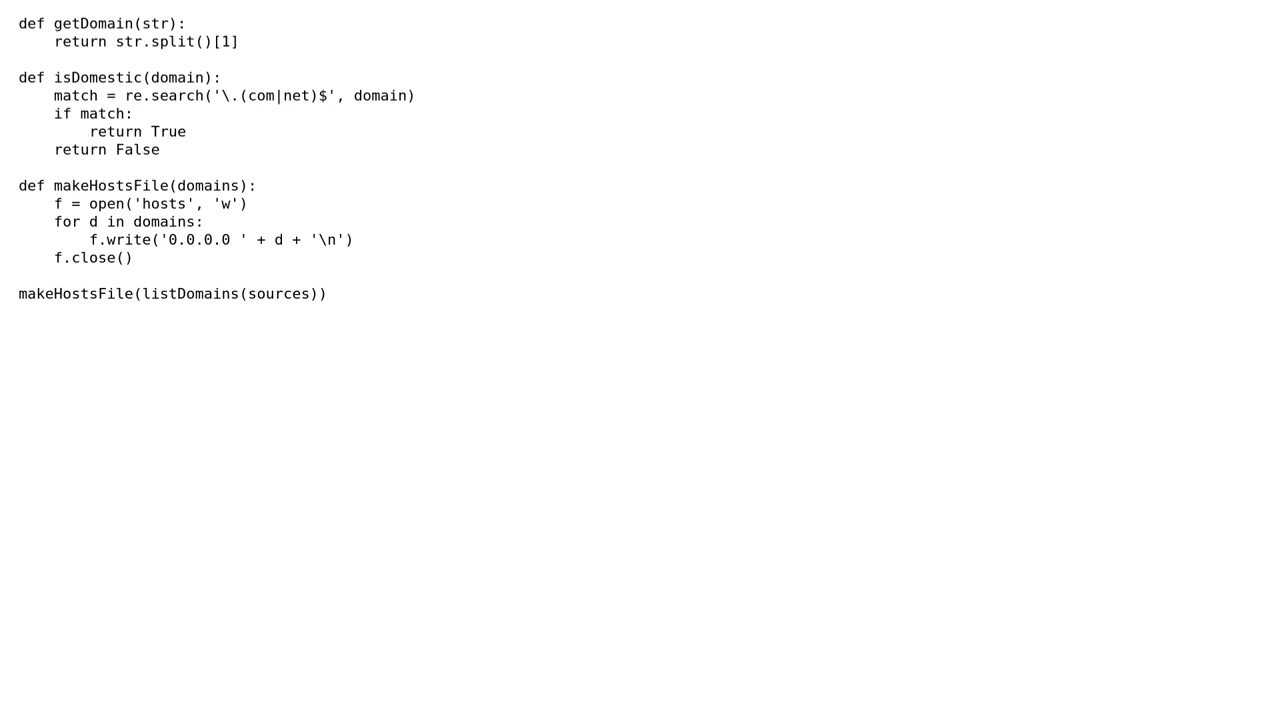 def getDomain(str):
    return str.split()[1]

def isDomestic(domain):
    match = re.search('\.(com|net)$', domain)
    if match:
        return True
    return False

def makeHostsFile(domains):
    f = open('hosts', 'w')
    for d in domains:
        f.write('0.0.0.0 ' + d + '\n')
    f.close()

makeHostsFile(listDomains(sources))